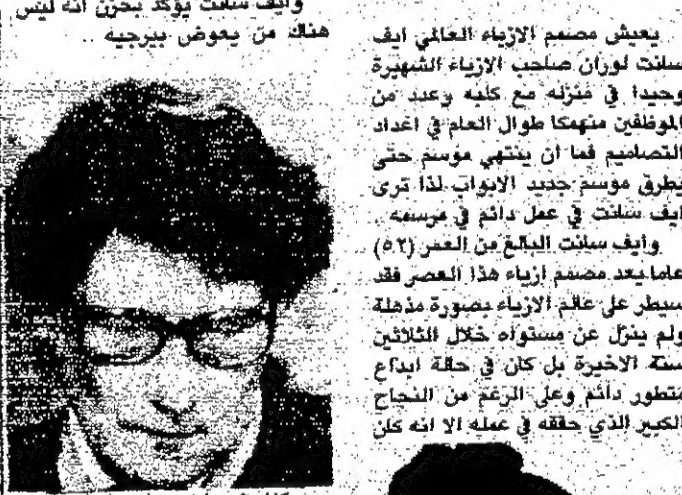 يعيش مصمم الازياء العالمي ايف
سانت لوران صاحب الازياء الشهيرة
وحيدا في منزله مع كلبه وعدد من
الموظفين منهمكا طوال العام في اعداد
التصاميم فما ان ينتهي موسم حتى
يطرق موسم جديد الابواب لذا ترى
ايف سانت في عمل دائم في مرسمه .
وايف سانت البالغ من العمر (٥٢)
عاما يعد مصمم ازياء هذا العصر فقد
سيطر على عالم الازياء بصورة مذهلة
ولم ينزل عن مستواه خلال الثلاثين
سنة الاخيرة بل كان في حالة ابداع
متطور دائم وعلى الرغم من النجاح
الكبير الذي حققه في عمله الا انه كان
وايف سانت يؤكد بحزن انه ليس
هناك من يعوض بيرجيه ..